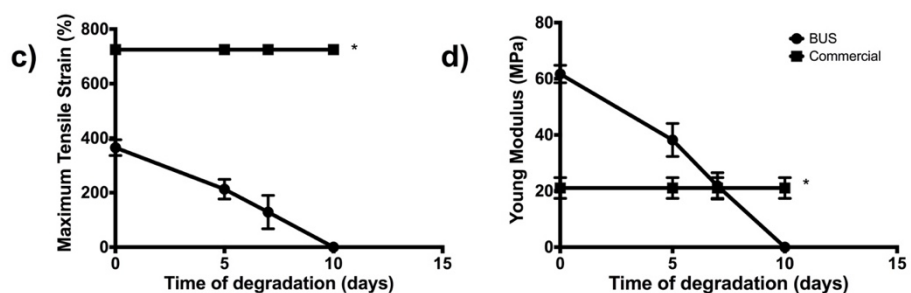 c)
Maximum Tensile Strain (%)
800
600
400
200
0
0 5 10 15
Time of degradation (days)
*
d)
Young Modulus (MPa)
80
60
40
20
0
0 5 10 15
Time of degradation (days)
*
BUS
Commercial